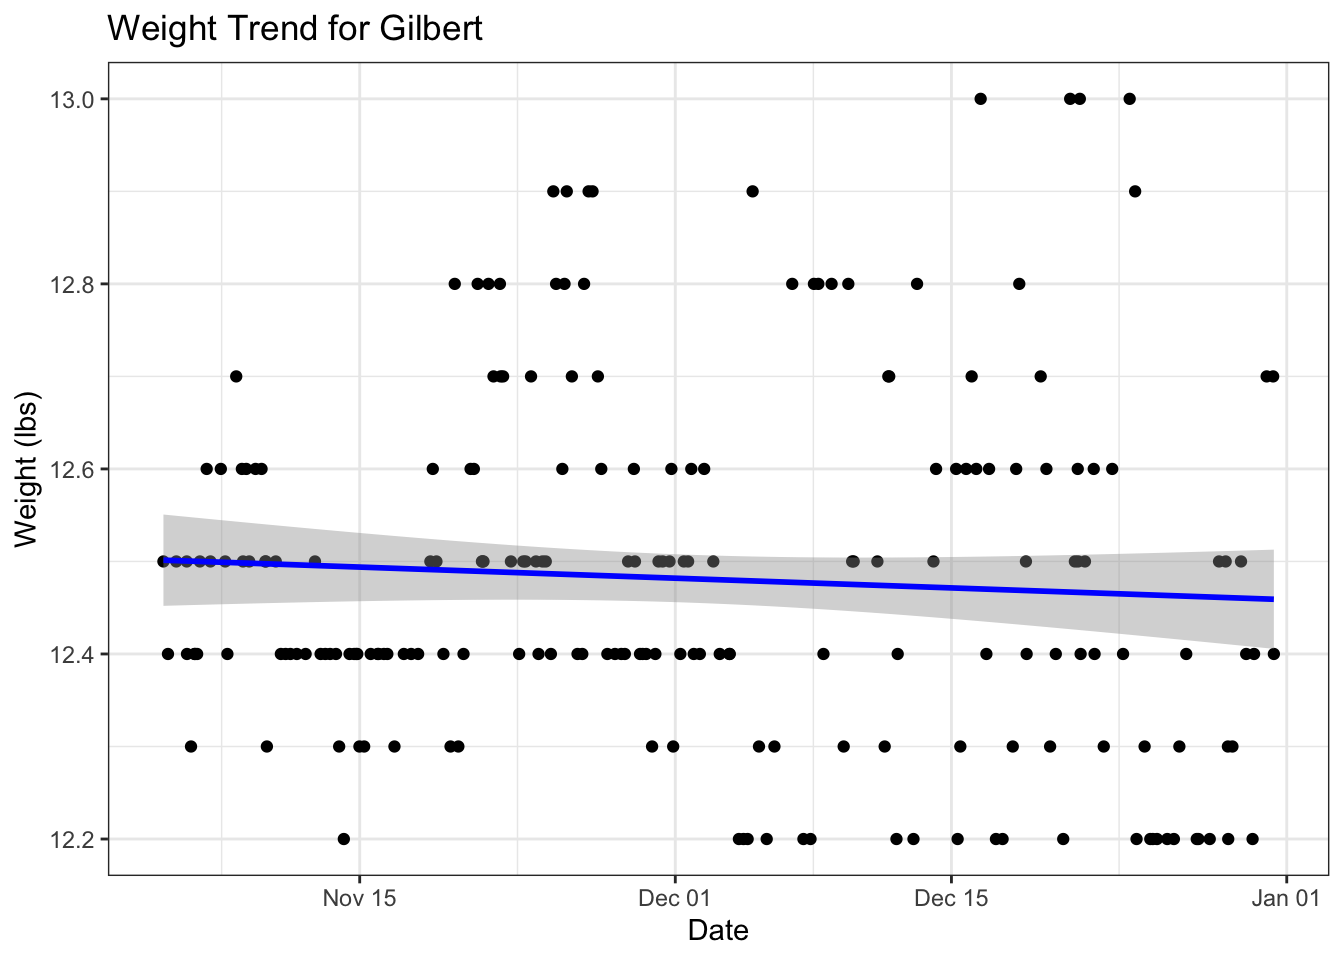 Weight Trend for Gilbert
13.0
12.8
12.6
12.4
12.2
Weight (lbs)
Nov 15 Dec 01 Dec 15 Jan 01
Date